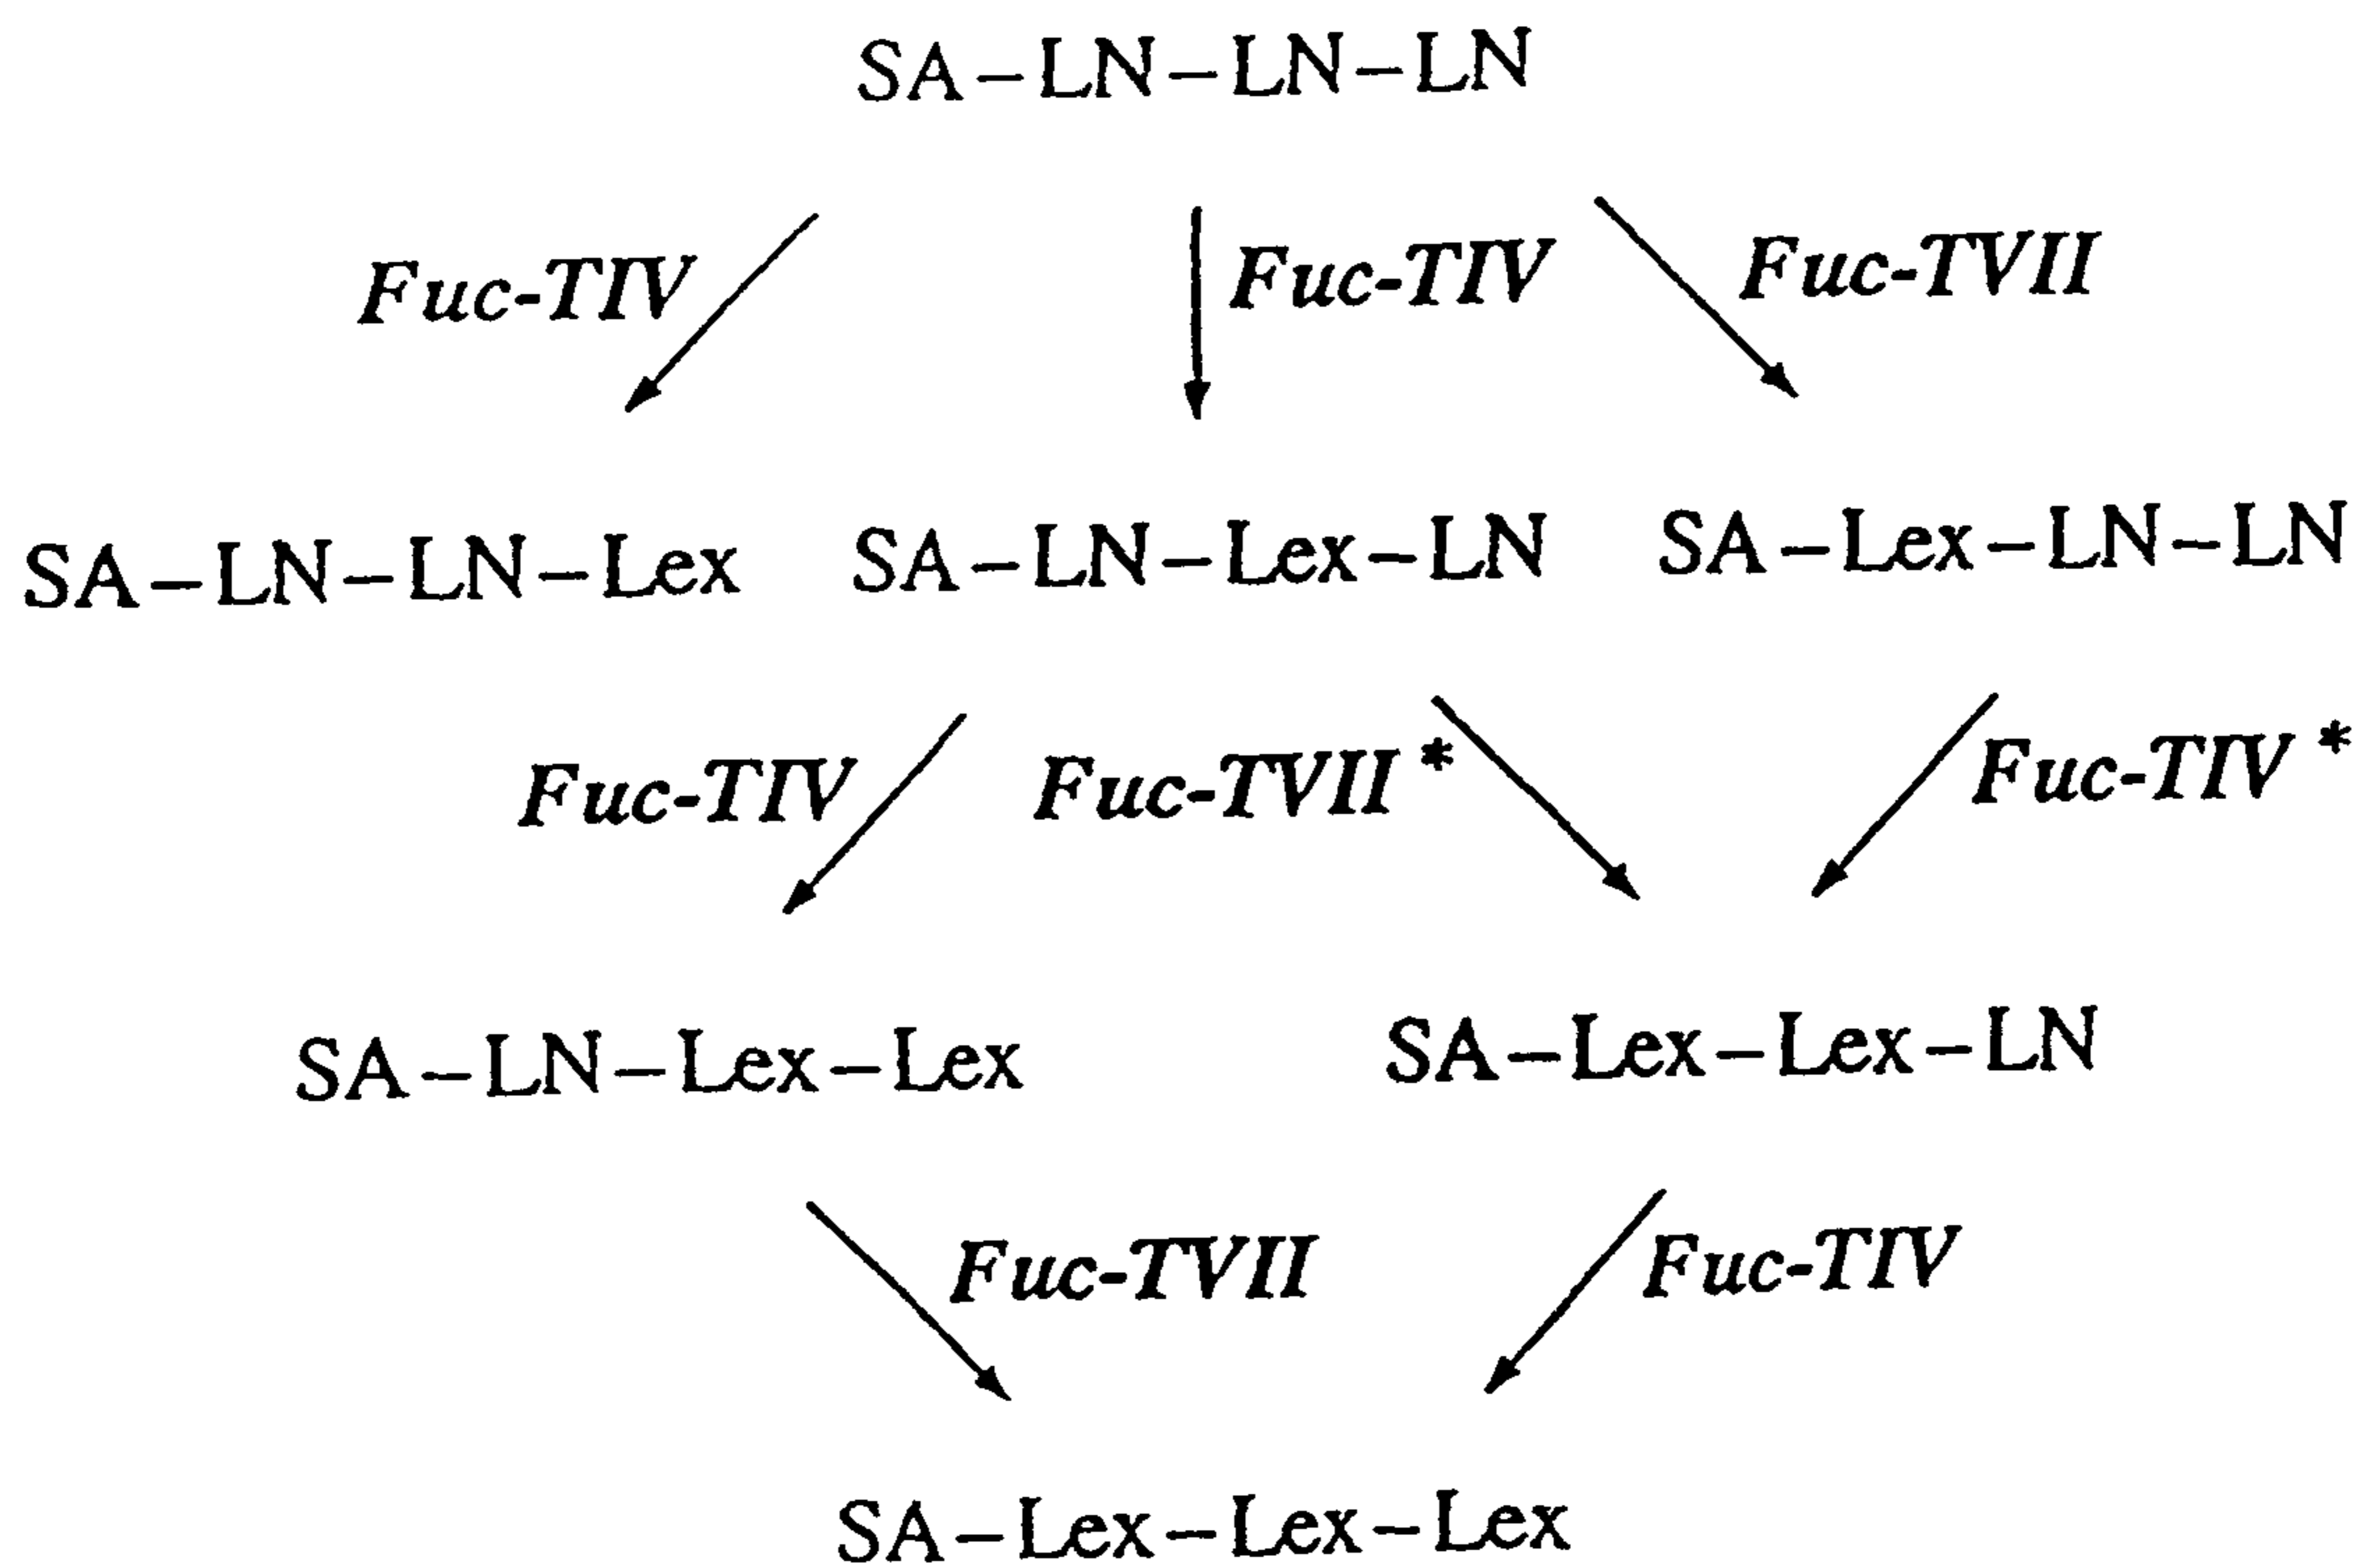 SA–LN–LN–LN
Fuc-TIV Fuc-TIV Fuc-TVII
SA–LN–LN–Lex SA–LN–Lex–LN SA–Lex–LN–LN
Fuc-TIV Fuc-TVII * Fuc-TIV *
SA–LN–Lex–Lex SA–Lex–Lex–LN
Fuc-TVII Fuc-TIV
SA–Lex–Lex–Lex